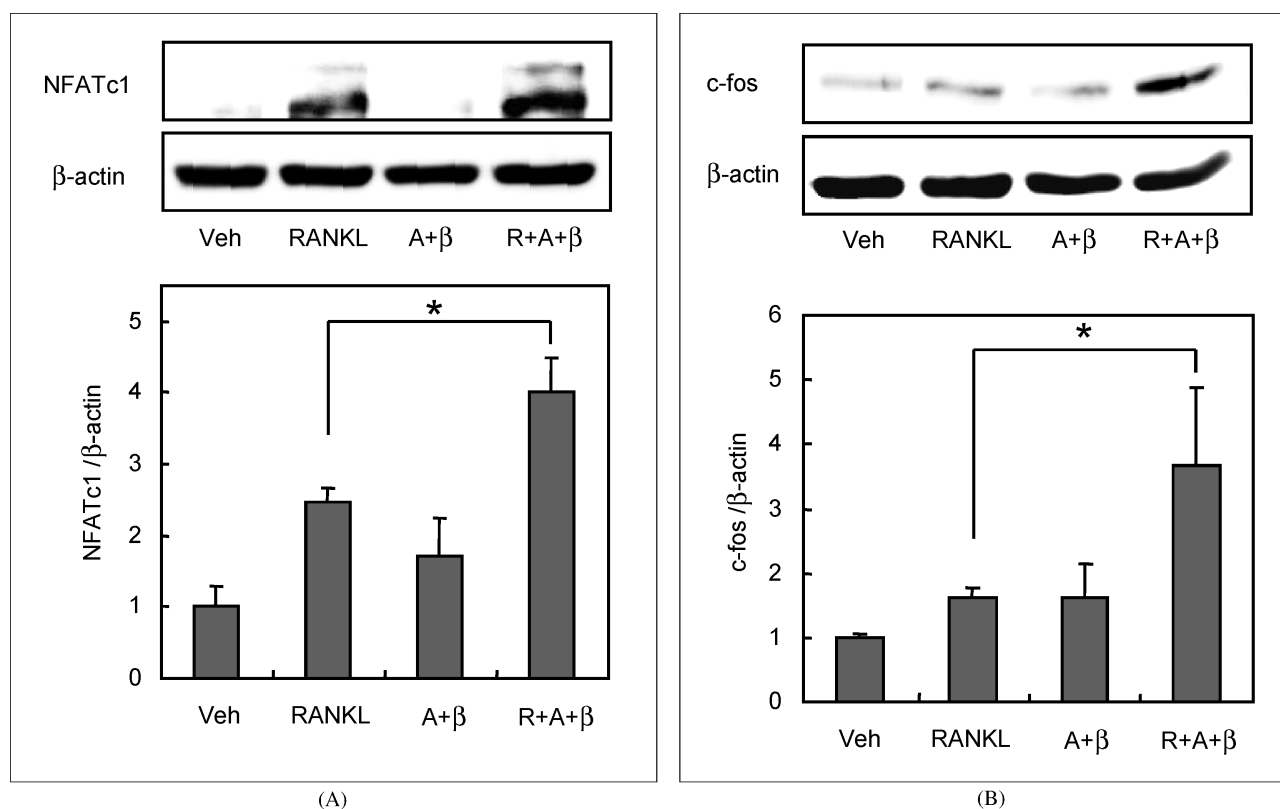 NFATc1
β-actin
Veh RANKL A+β R+A+β
*
5
4
3
2
1
0
NFATc1 /β-actin
Veh RANKL A+β R+A+β
(A)
c-fos
β-actin
Veh RANKL A+β R+A+β
*
6
5
4
3
2
1
0
c-fos /β-actin
Veh RANKL A+β R+A+β
(B)